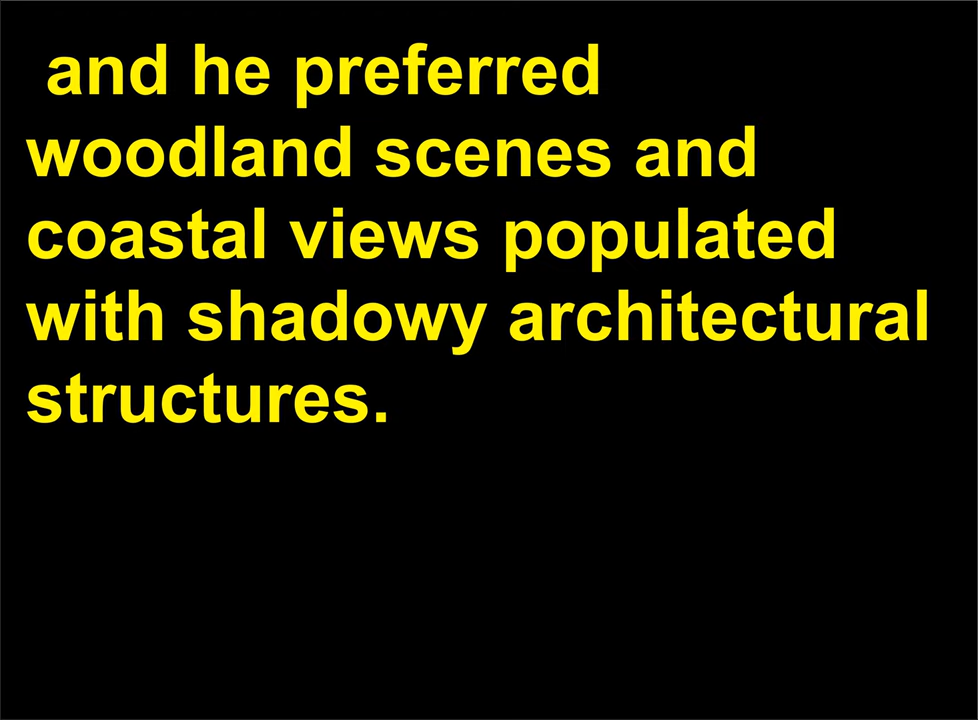 and he preferred
woodland scenes and
coastal views populated
with shadowy architectural
structures.